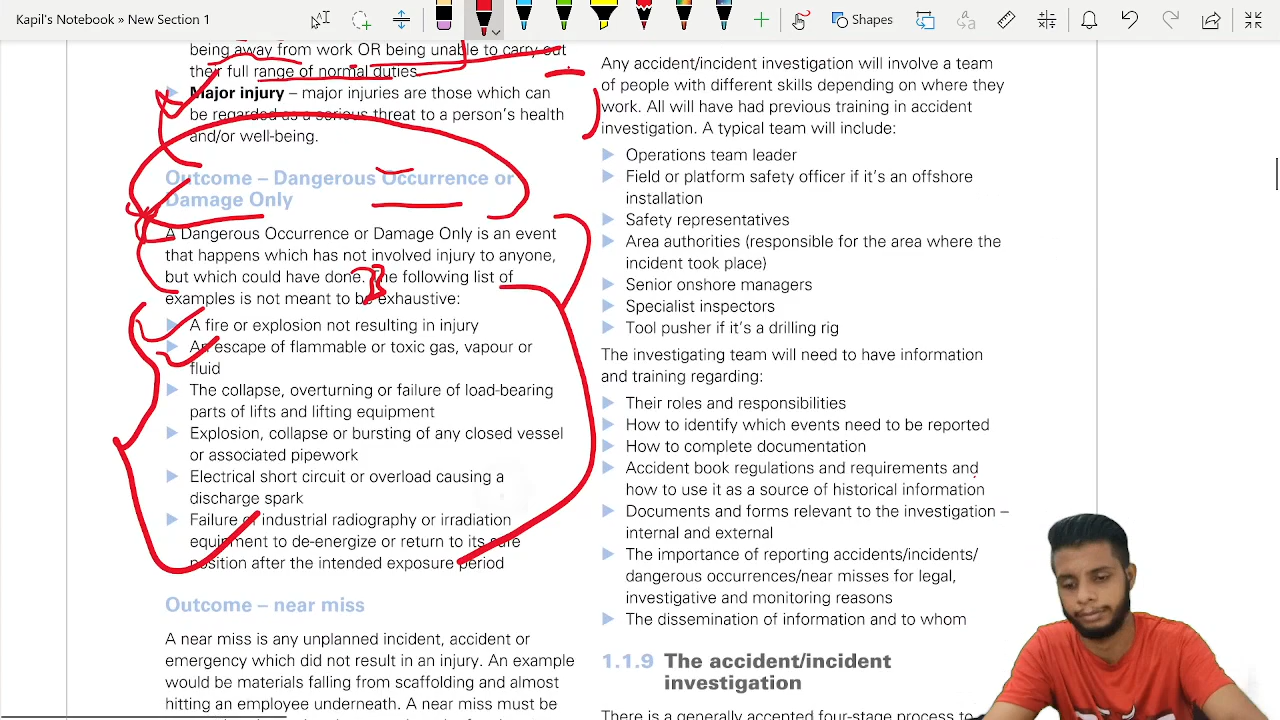 Kapil's Notebook » New Section 1
Shapes
being away from work OR being unable to carry out
their full range of normal duties
Major injury – major injuries are those which can
be regarded as a serious threat to a person's health
and/or well-being.
Outcome – Dangerous Occurrence or
Damage Only
A Dangerous Occurrence or Damage Only is an event
that happens which has not involved injury to anyone,
but which could have done. The following list of
examples is not meant to be exhaustive:
A fire or explosion not resulting in injury
An escape of flammable or toxic gas, vapour or
fluid
The collapse, overturning or failure of load-bearing
parts of lifts and lifting equipment
Explosion, collapse or bursting of any closed vessel
or associated pipework
Electrical short circuit or overload causing a
discharge spark
Failure of industrial radiography or irradiation
equipment to de-energize or return to its safe
position after the intended exposure period
Outcome – near miss
A near miss is any unplanned incident, accident or
emergency which did not result in an injury. An example
would be materials falling from scaffolding and almost
hitting an employee underneath. A near miss must be
Any accident/incident investigation will involve a team
of people with different skills depending on where they
work. All will have had previous training in accident
investigation. A typical team will include:
Operations team leader
Field or platform safety officer if it's an offshore
installation
Safety representatives
Area authorities (responsible for the area where the
incident took place)
Senior onshore managers
Specialist inspectors
Tool pusher if it's a drilling rig
The investigating team will need to have information
and training regarding:
Their roles and responsibilities
How to identify which events need to be reported
How to complete documentation
Accident book regulations and requirements and
how to use it as a source of historical information
Documents and forms relevant to the investigation –
internal and external
The importance of reporting accidents/incidents/
dangerous occurrences/near misses for legal,
investigative and monitoring reasons
The dissemination of information and to whom
1.1.9 The accident/incident
investigation
There is a generally accepted four-stage process to